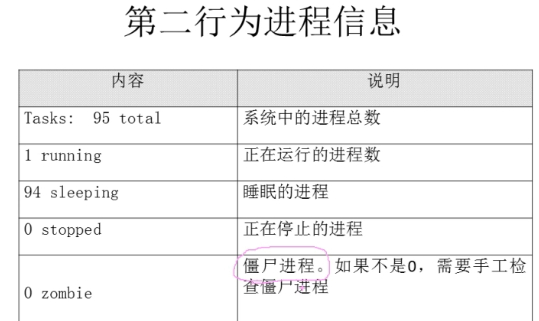 第二行为进程信息
内容 说明
Tasks: 95 total 系统中的进程总数
1 running 正在运行的进程数
94 sleeping 睡眠的进程
0 stopped 正在停止的进程
0 zombie 僵尸进程。如果不是0，需要手工检
查僵尸进程